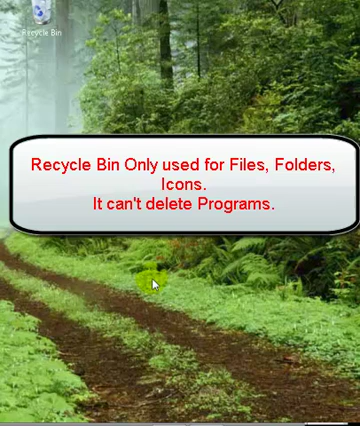 Recycle Bin
Recycle Bin Only used for Files, Folders,
Icons.
It can't delete Programs.